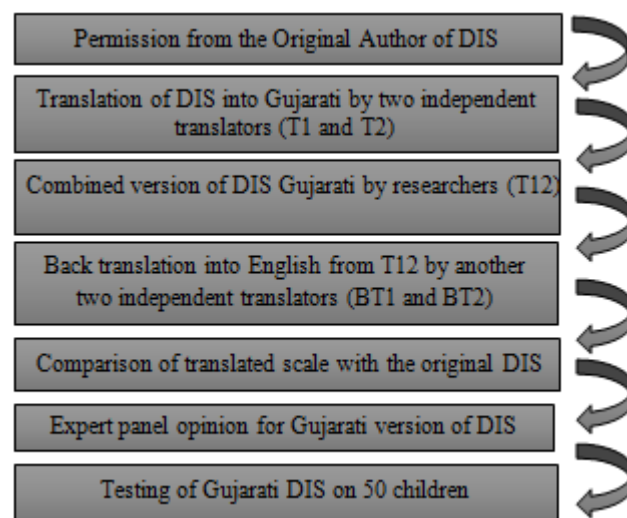 Permission from the Original Author of DIS
Translation of DIS into Gujarati by two independent
translators (T1 and T2)
Combined version of DIS Gujarati by researchers (T12)
Back translation into English from T12 by another
two independent translators (BT1 and BT2)
Comparison of translated scale with the original DIS
Expert panel opinion for Gujarati version of DIS
Testing of Gujarati DIS on 50 children